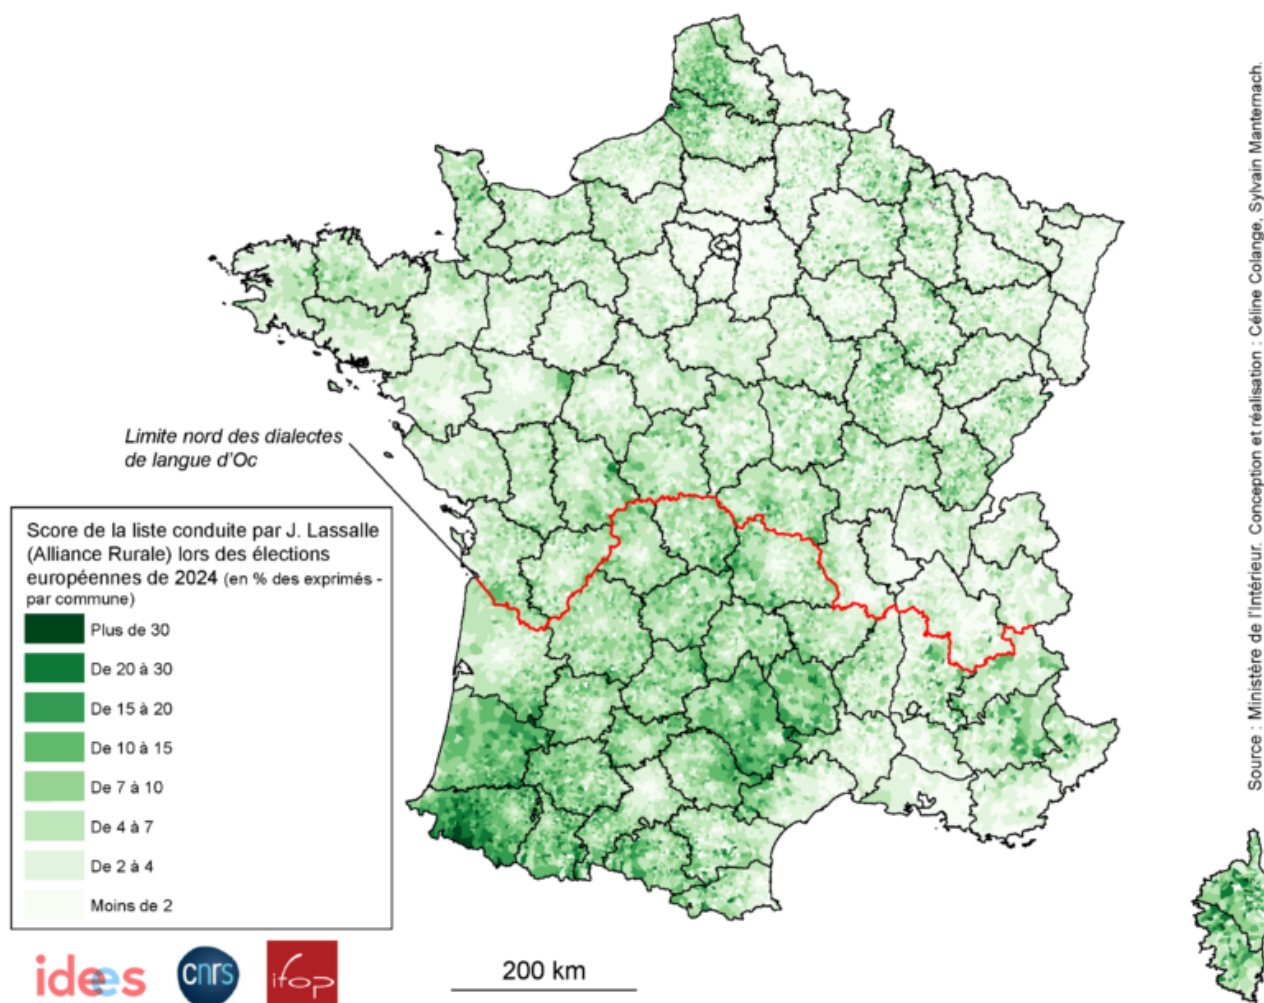 Limite nord des dialectes
de langue d'Oc
Score de la liste conduite par J. Lassalle
(Alliance Rurale) lors des élections
européennes de 2024 (en % des exprimés -
par commune)
Plus de 30
De 20 à 30
De 15 à 20
De 10 à 15
De 7 à 10
De 4 à 7
De 2 à 4
Moins de 2
idees
cnrs
ifop
200 km
Source : Ministère de l'Intérieur. Conception et réalisation : Céline Colange, Sylvain Manternach.